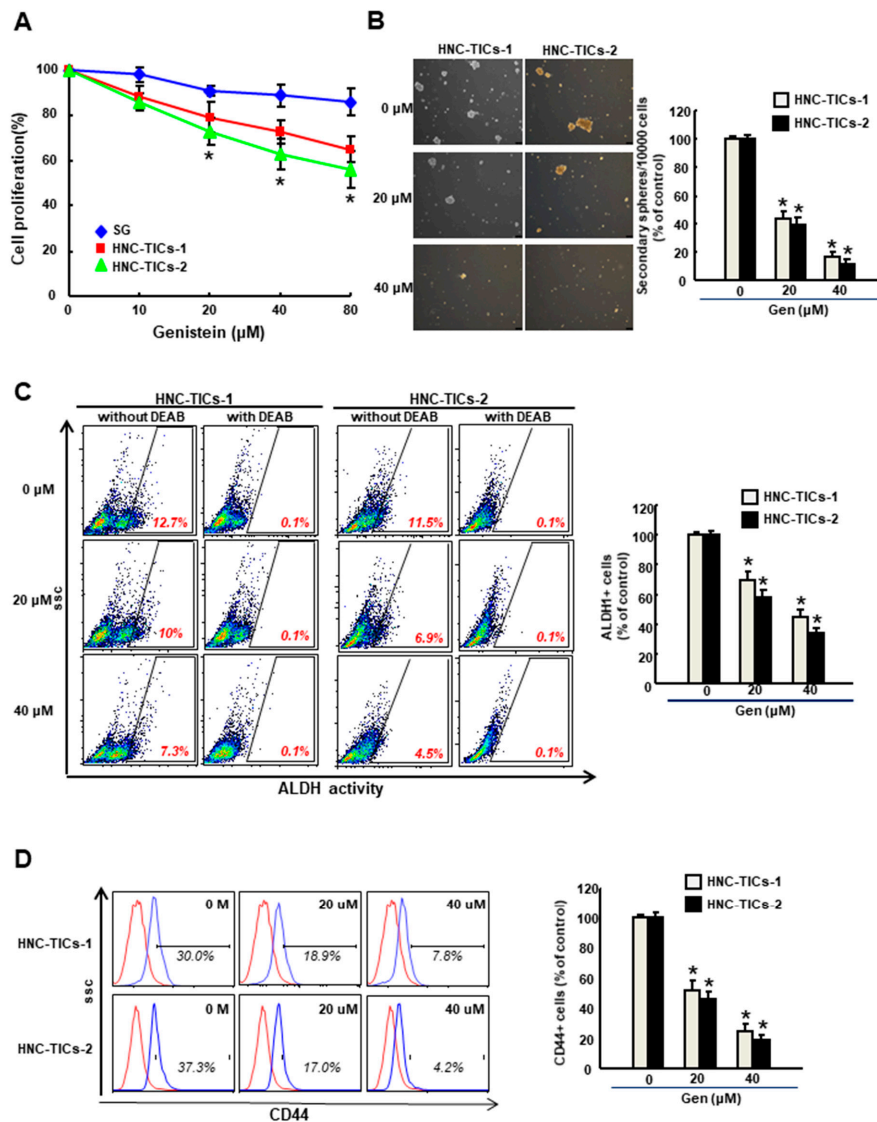 A
Cell proliferation(%)
100
80
60
40
20
0
*
*
*
SG
HNC-TICs-1
HNC-TICs-2
0 10 20 40 80
Genistein (µM)
B
HNC-TICs-1 HNC-TICs-2
0 µM
20 µM
40 µM
Secondary spheres/10000 cells
(% of control)
120
100
80
60
40
20
0
HNC-TICs-1
HNC-TICs-2
* *
* *
0 20 40
Gen (µM)
C
HNC-TICs-1 HNC-TICs-2
without DEAB with DEAB without DEAB with DEAB
0 µM
12.7% 0.1% 11.5% 0.1%
20 µM
10% 0.1% 6.9% 0.1%
40 µM
7.3% 0.1% 4.5% 0.1%
ssc
ALDH activity
ALDH1+ cells
(% of control)
120
100
80
60
40
20
0
HNC-TICs-1
HNC-TICs-2
* *
* *
0 20 40
Gen (µM)
D
ssc
HNC-TICs-1
0 M 20 uM 40 uM
30.0% 18.9% 7.8%
HNC-TICs-2
0 M 20 uM 40 uM
37.3% 17.0% 4.2%
CD44
CD44+ cells (% of control)
120
100
80
60
40
20
0
HNC-TICs-1
HNC-TICs-2
* *
* *
0 20 40
Gen (µM)